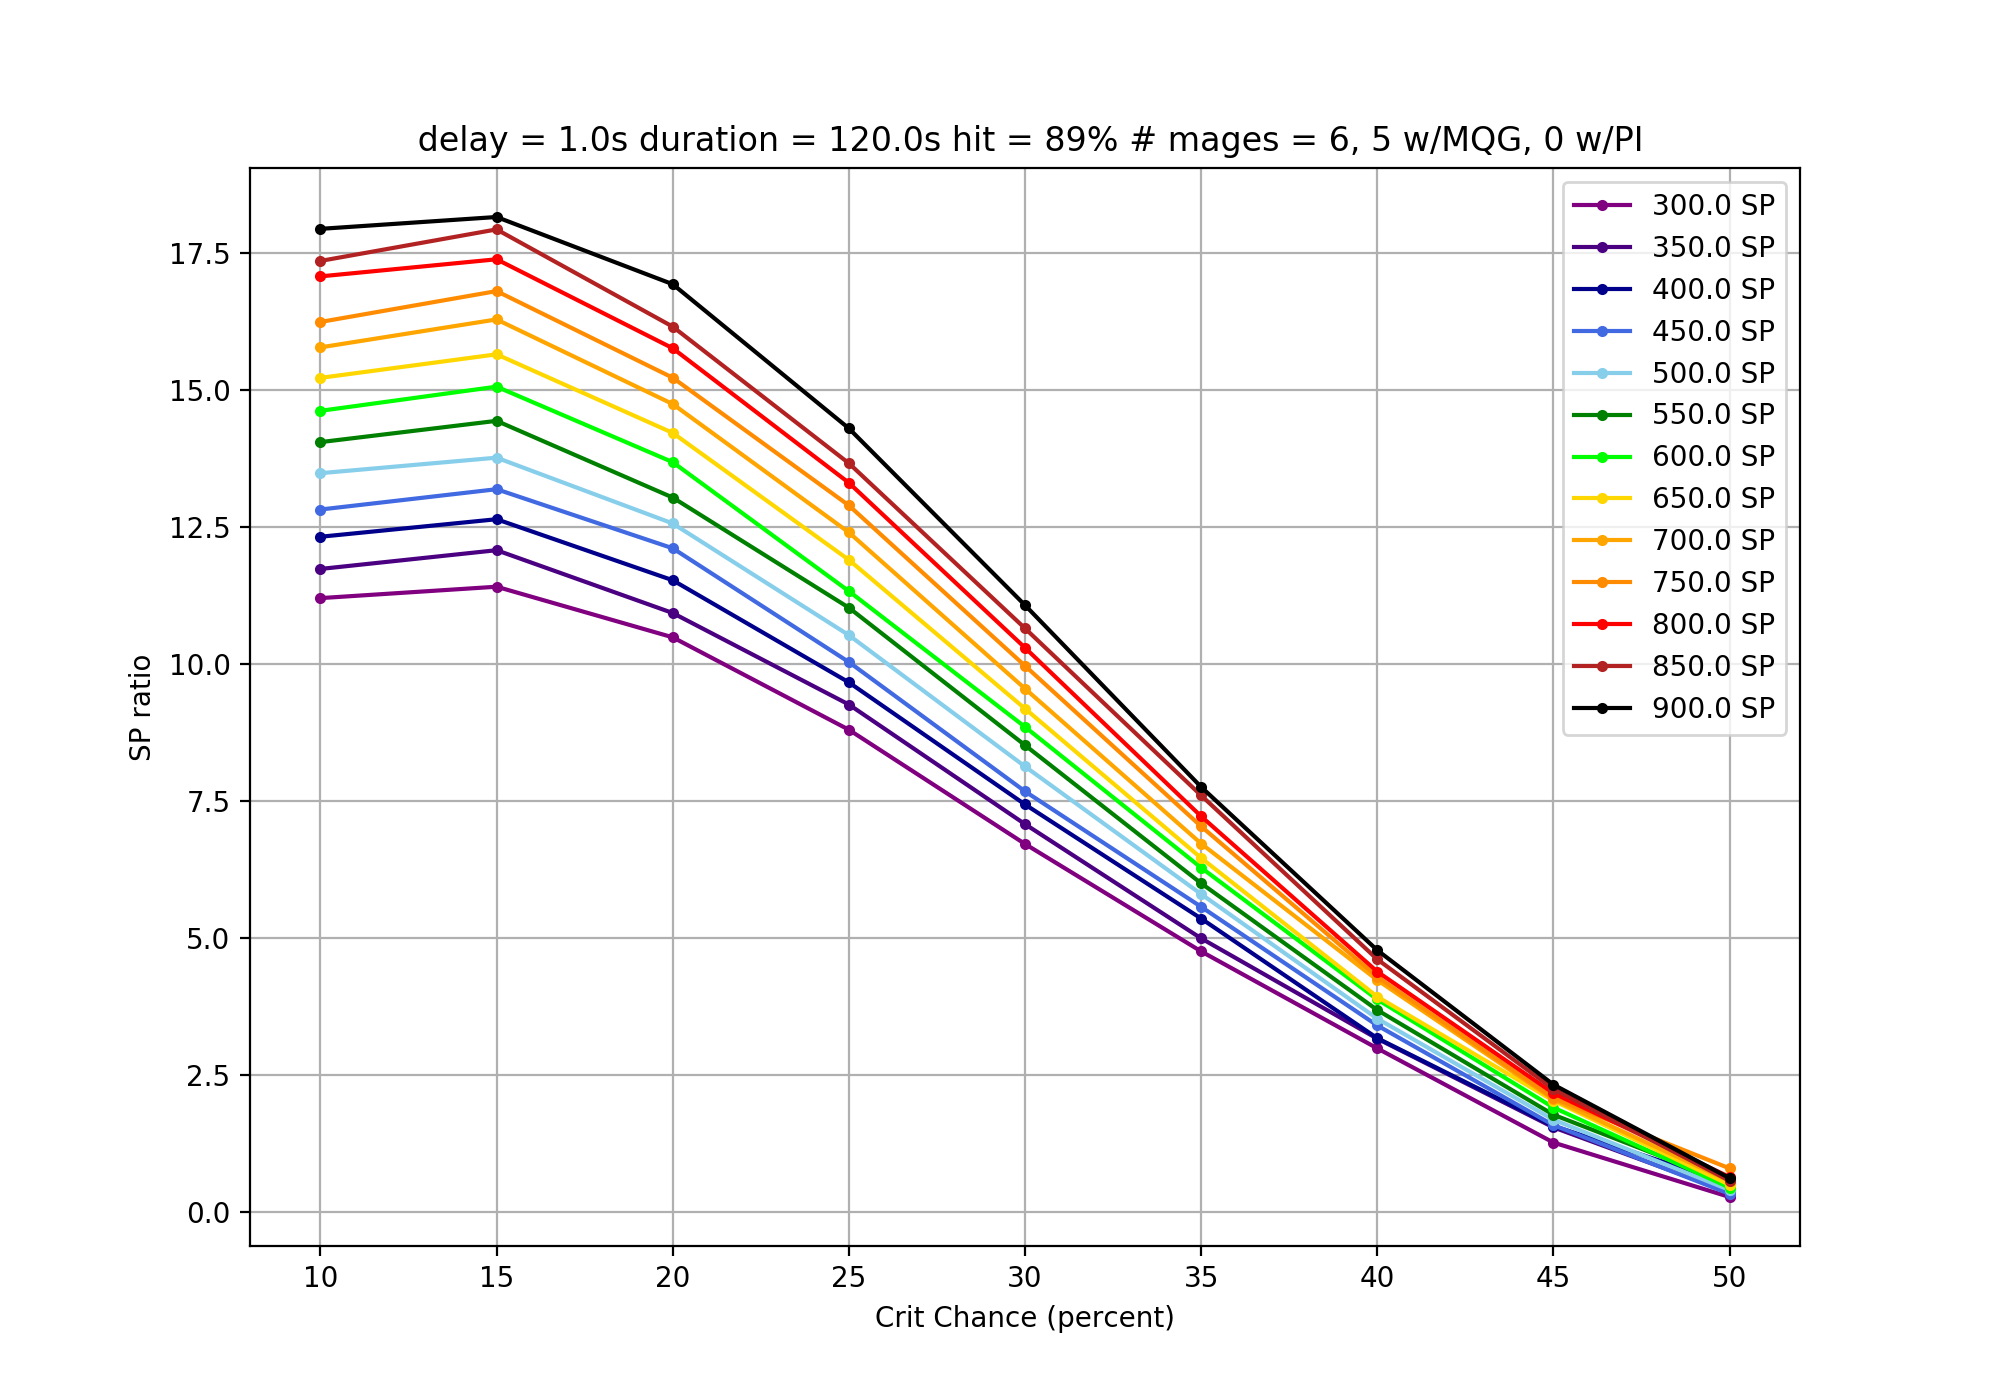 delay = 1.0s duration = 120.0s hit = 89% # mages = 6, 5 w/MQG, 0 w/PI
300.0 SP
350.0 SP
400.0 SP
450.0 SP
500.0 SP
550.0 SP
600.0 SP
650.0 SP
700.0 SP
750.0 SP
800.0 SP
850.0 SP
900.0 SP
17.5
15.0
12.5
10.0
7.5
5.0
2.5
0.0
SP ratio
10 15 20 25 30 35 40 45 50
Crit Chance (percent)